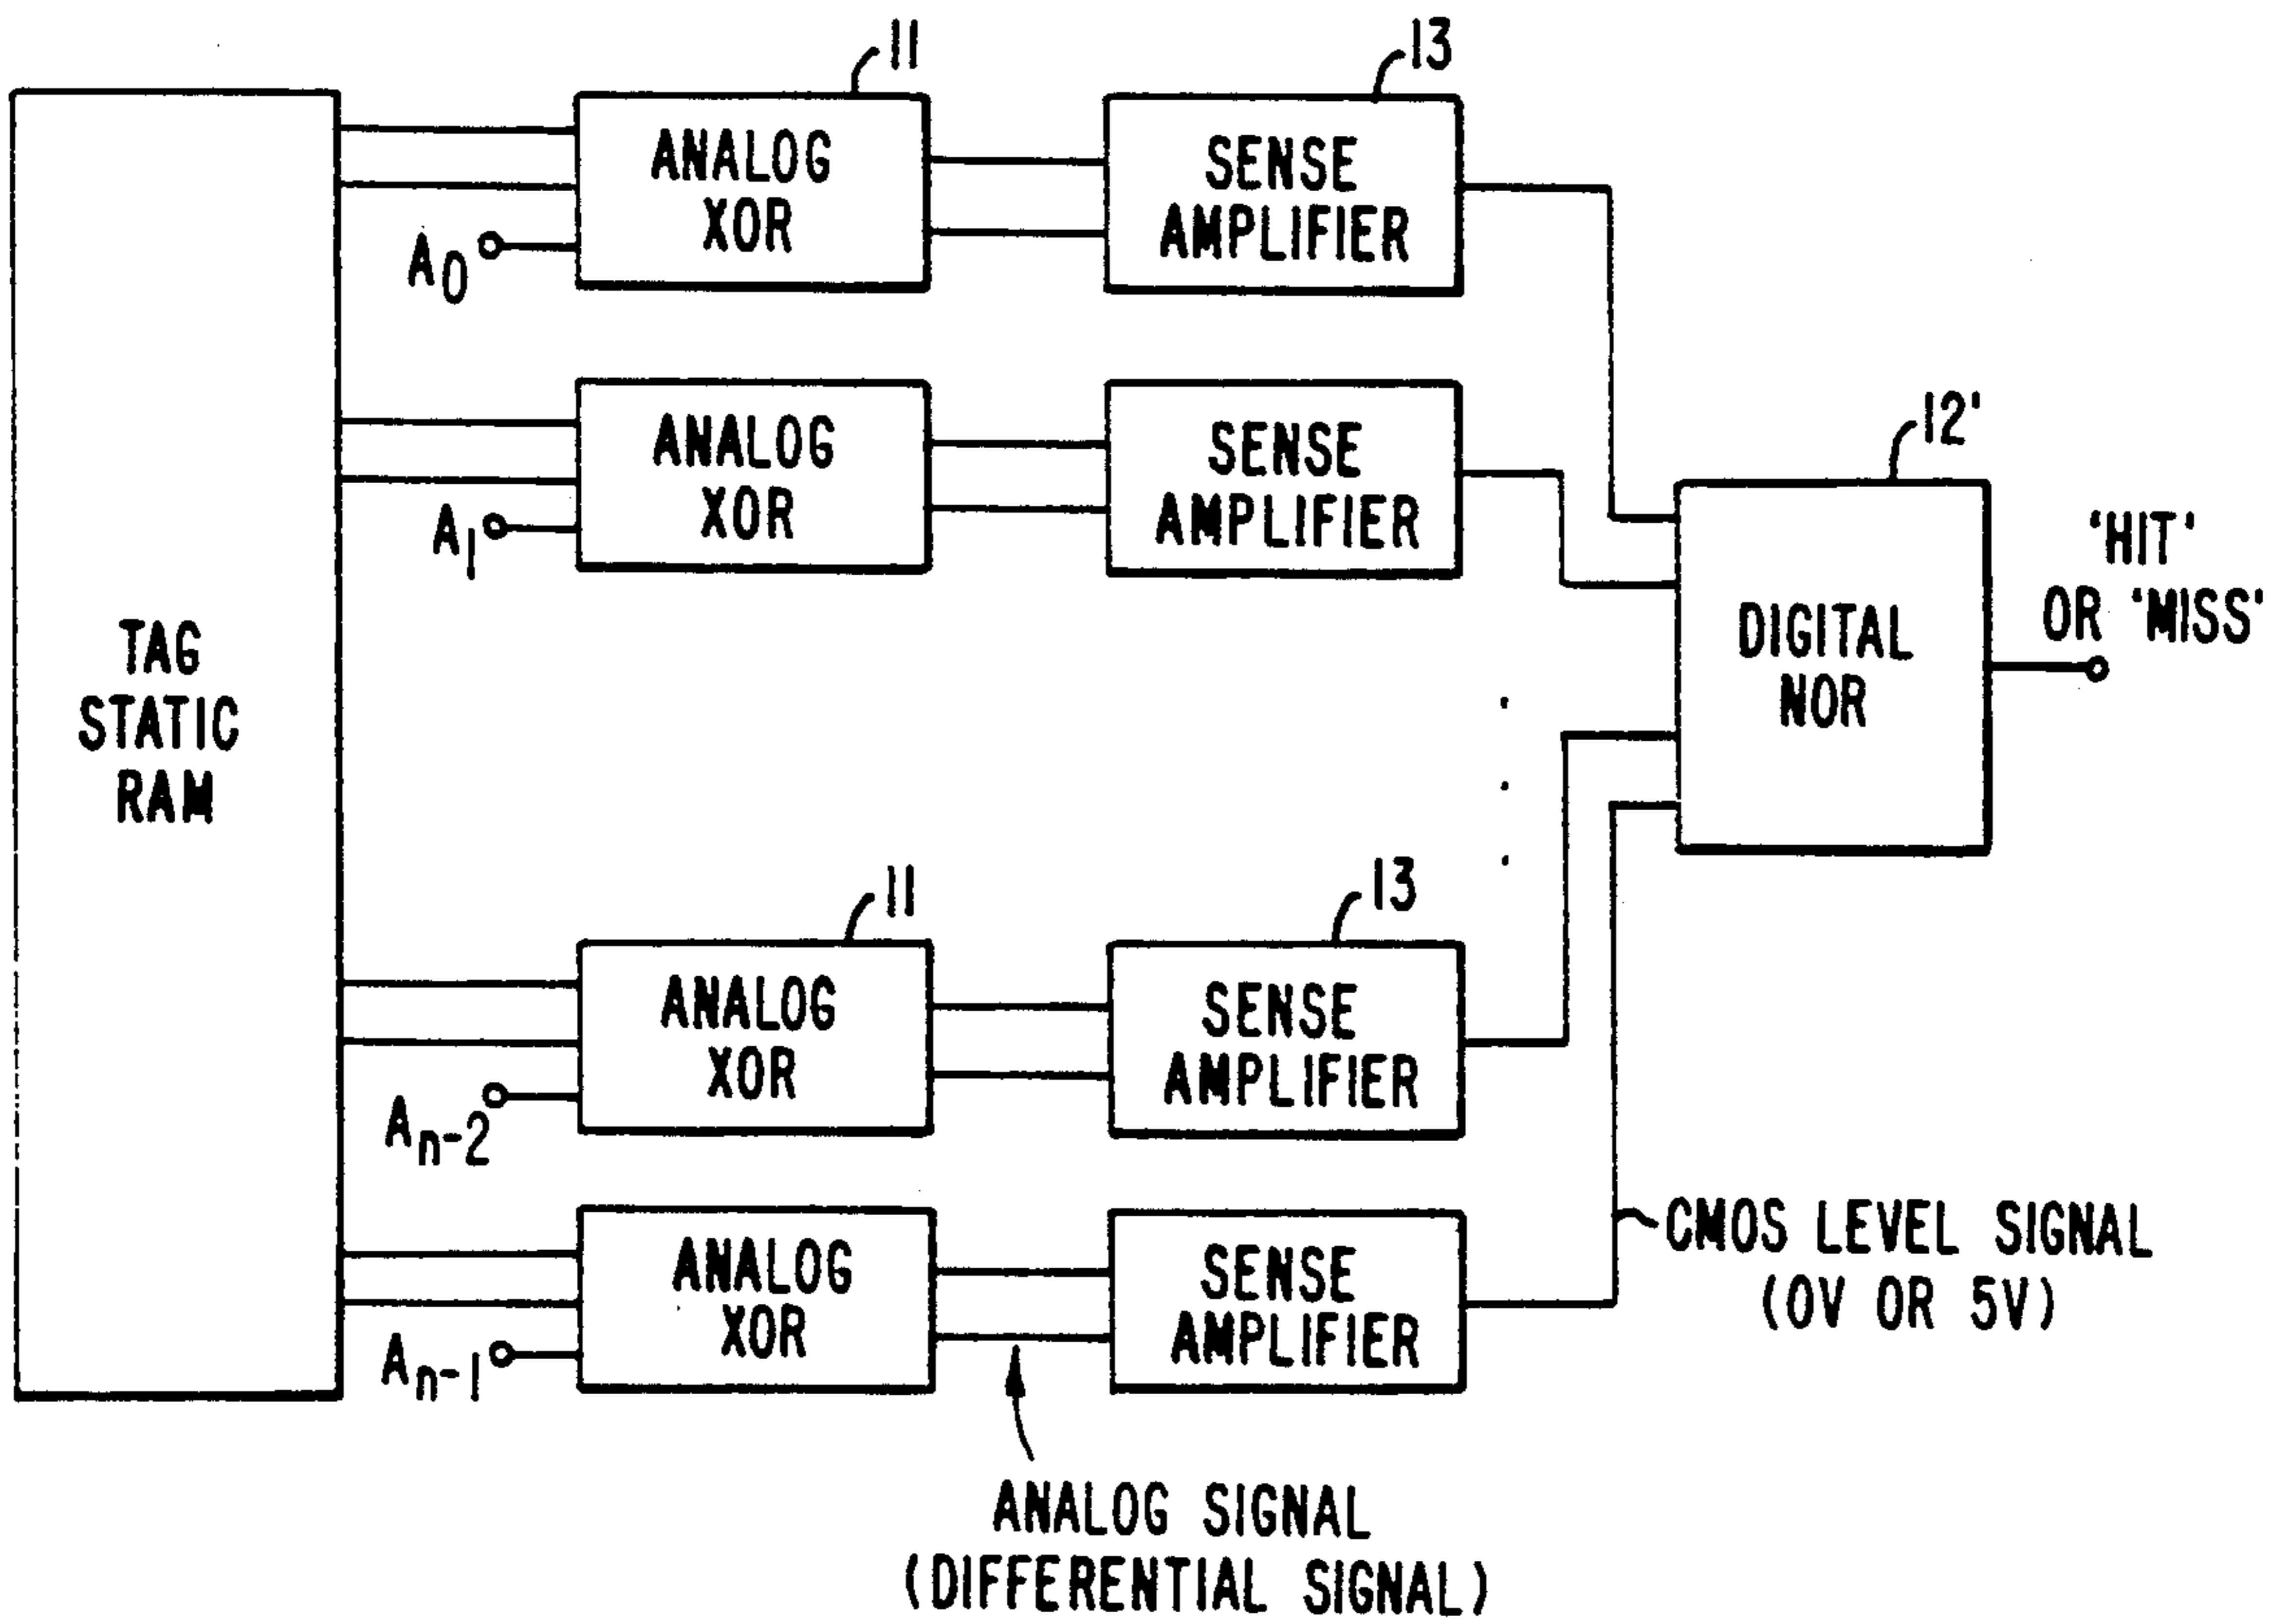 11
13
ANALOG
XOR
SENSE
AMPLIFIER
A0
ANALOG
XOR
SENSE
AMPLIFIER
A1
12'
'HIT'
OR 'MISS'
DIGITAL
NOR
TAG
STATIC
RAM
11
13
ANALOG
XOR
SENSE
AMPLIFIER
An-2
ANALOG
XOR
SENSE
AMPLIFIER
An-1
CMOS LEVEL SIGNAL
(0V OR 5V)
ANALOG SIGNAL
(DIFFERENTIAL SIGNAL)